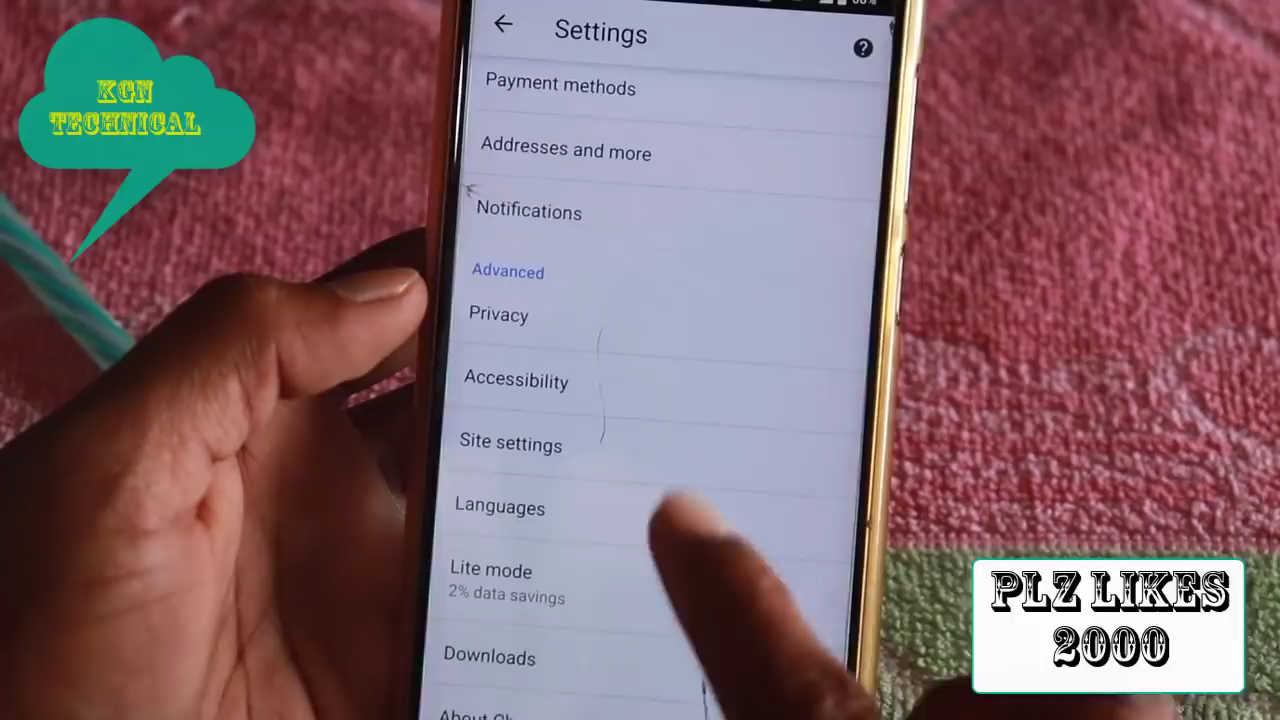 KGN
TECHNICAL
Settings
Payment methods
Addresses and more
Notifications
Advanced
Privacy
Accessibility
Site settings
Languages
Lite mode
2% data savings
Downloads
About
PLZ LIKES
2000